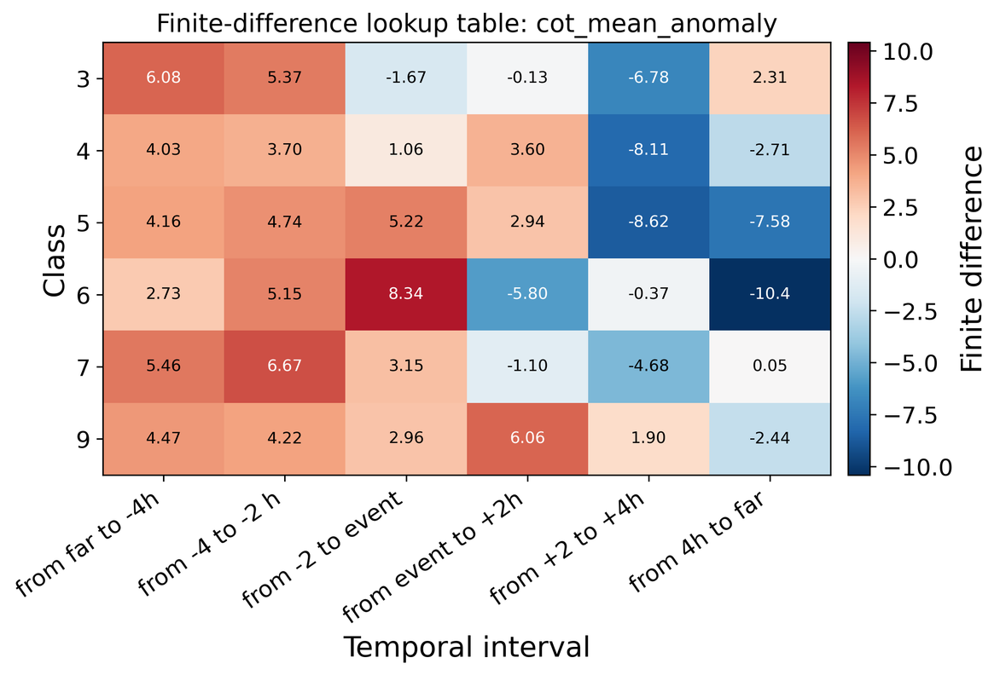 Finite-difference lookup table: cot_mean_anomaly
3 6.08 5.37 -1.67 -0.13 -6.78 2.31
4 4.03 3.70 1.06 3.60 -8.11 -2.71
5 4.16 4.74 5.22 2.94 -8.62 -7.58
6 2.73 5.15 8.34 -5.80 -0.37 -10.4
7 5.46 6.67 3.15 -1.10 -4.68 0.05
9 4.47 4.22 2.96 6.06 1.90 -2.44
Class
from far to -4h
from -4 to -2 h
from -2 to event
from event to +2h
from +2 to +4h
from 4h to far
Temporal interval
10.0
7.5
5.0
2.5
0.0
−2.5
−5.0
−7.5
−10.0
Finite difference